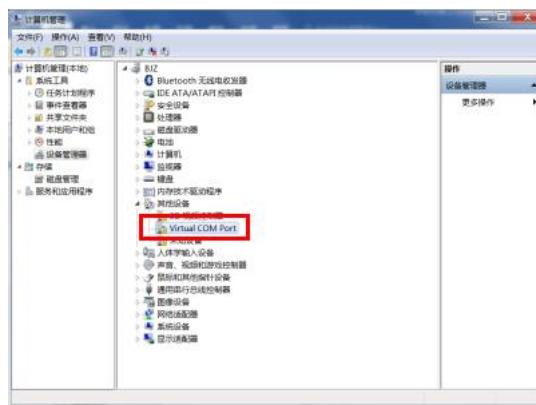 计算机管理
文件(F) 操作(A) 查看(V) 帮助(H)
计算机管理(本地)
系统工具
任务计划程序
事件查看器
共享文件夹
本地用户和组
性能
设备管理器
存储
磁盘管理
服务和应用程序
BJZ
Bluetooth 无线电收发器
IDE ATA/ATAPI 控制器
安全设备
处理器
磁盘驱动器
电池
计算机
监视器
键盘
内存技术驱动程序
其他设备
Virtual COM Port
未知设备
人体学输入设备
声音、视频和游戏控制器
鼠标和其他指针设备
通用串行总线控制器
图像设备
网络适配器
系统设备
显示适配器
操作
设备管理器
更多操作